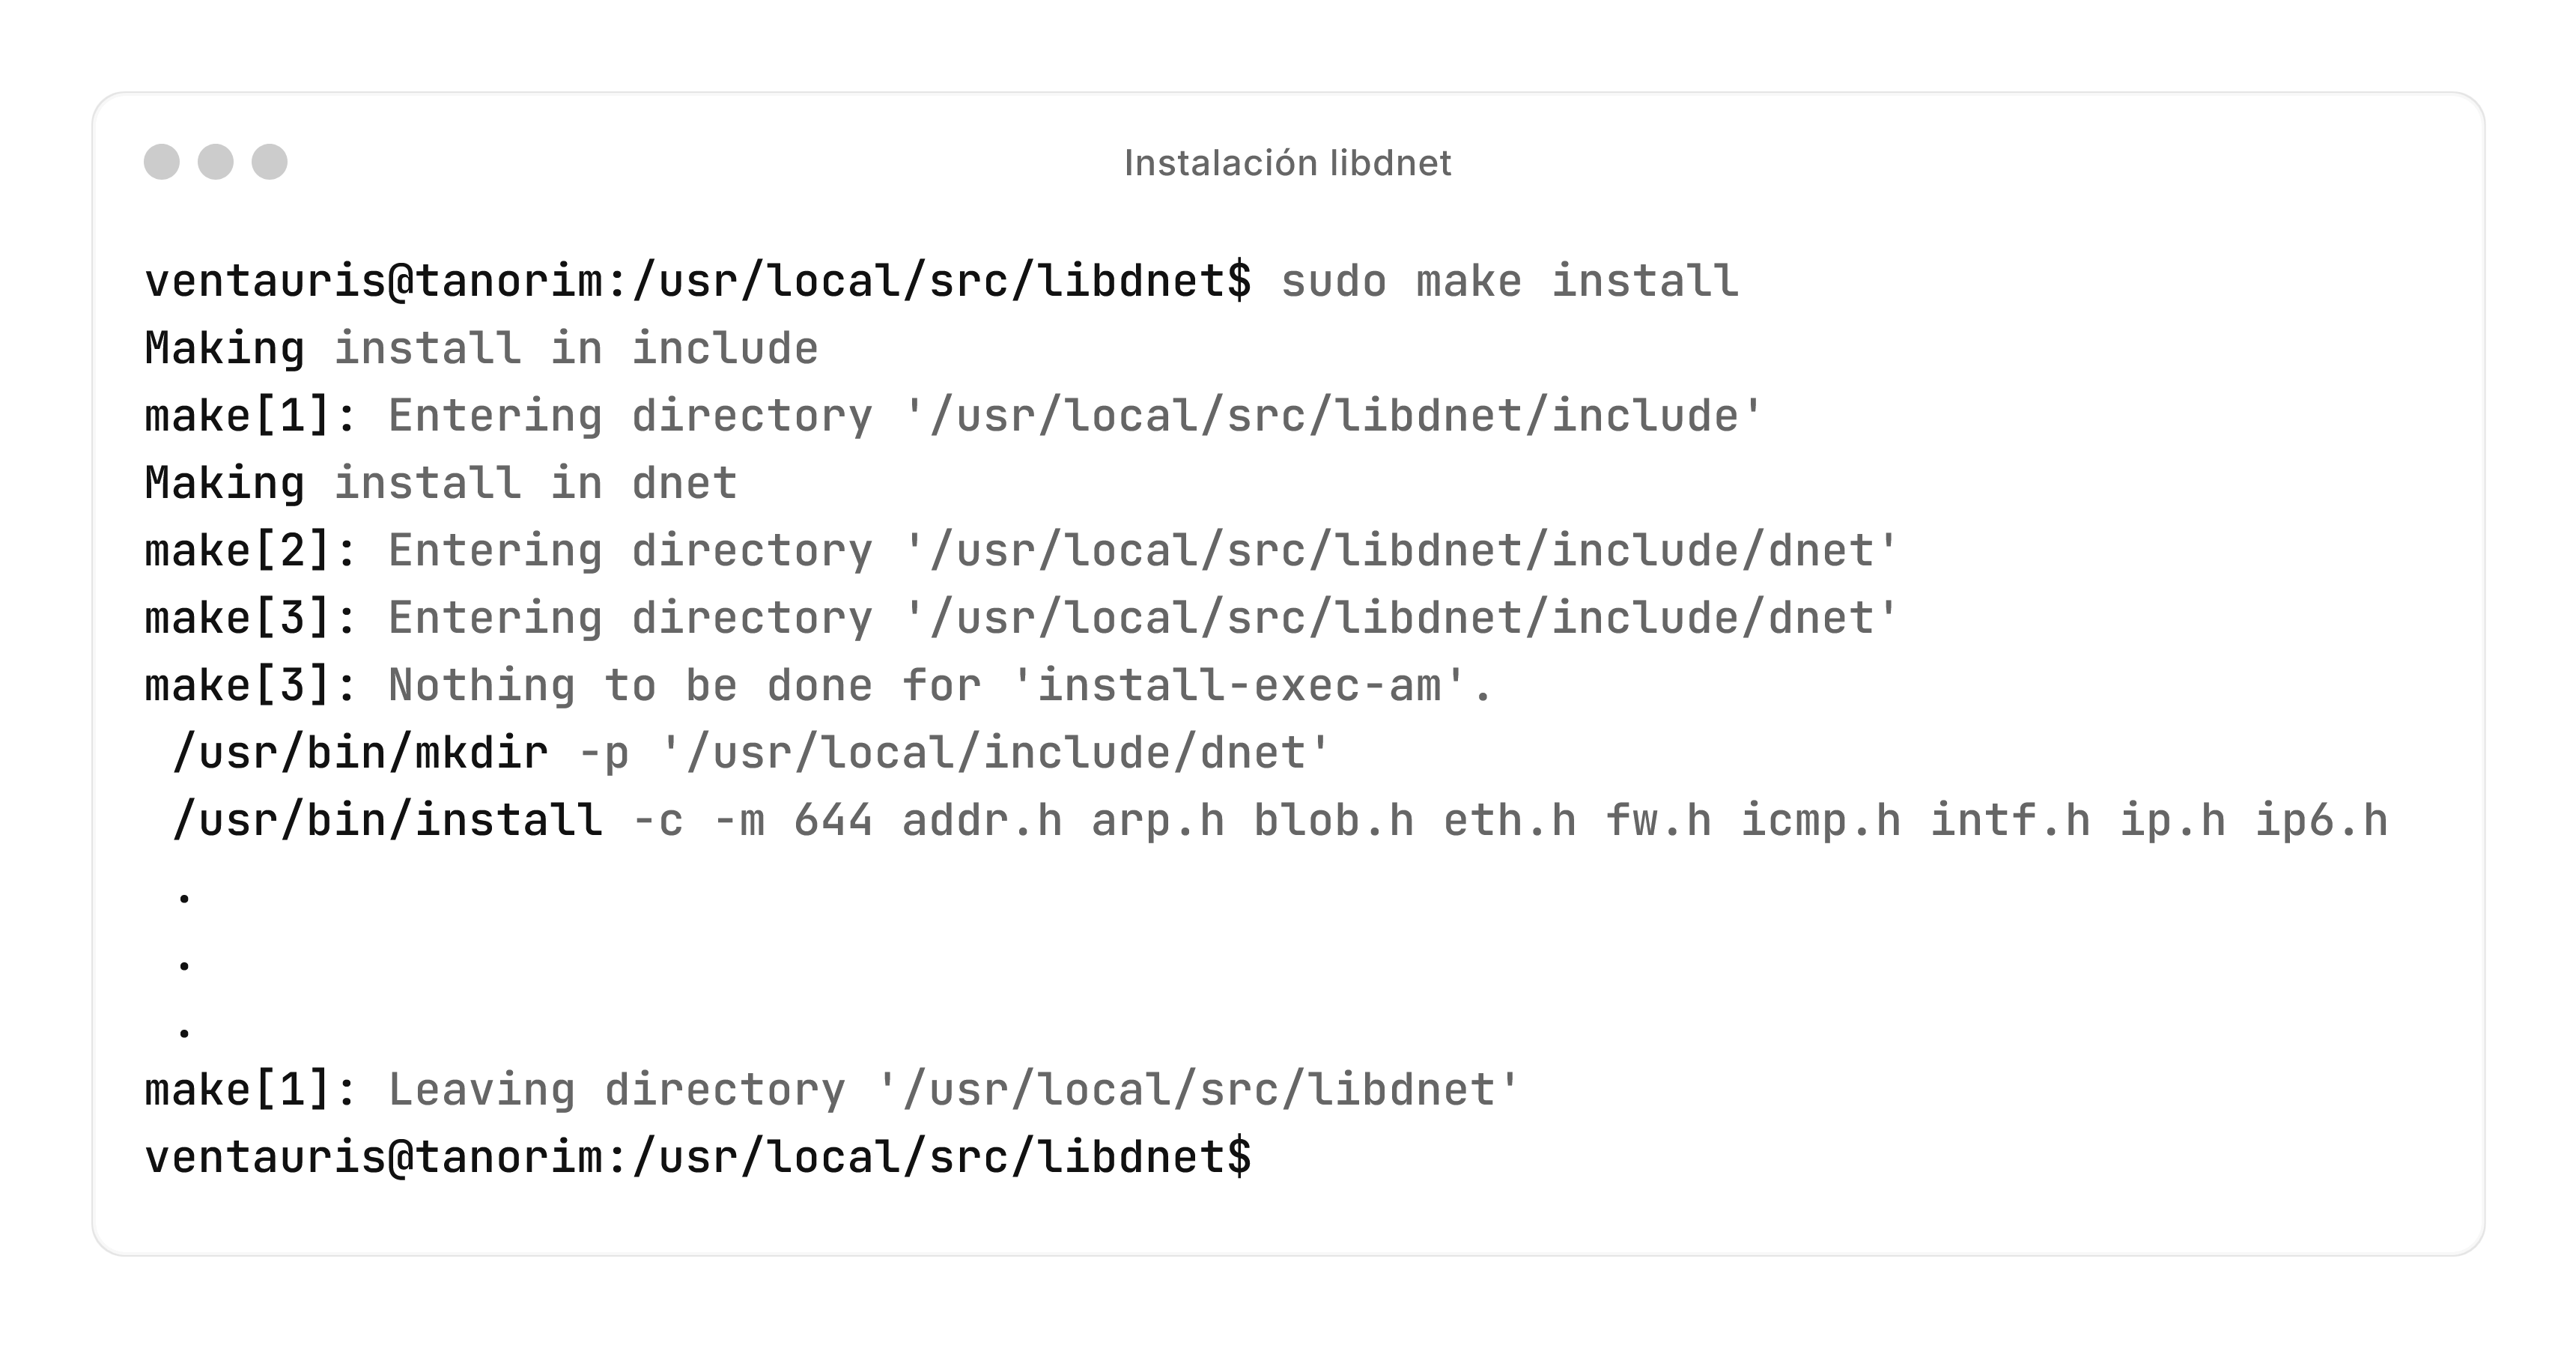 Instalación libdnet
ventauris@tanorim:/usr/local/src/libdnet$ sudo make install
Making install in include
make[1]: Entering directory '/usr/local/src/libdnet/include'
Making install in dnet
make[2]: Entering directory '/usr/local/src/libdnet/include/dnet'
make[3]: Entering directory '/usr/local/src/libdnet/include/dnet'
make[3]: Nothing to be done for 'install-exec-am'.
 /usr/bin/mkdir -p '/usr/local/include/dnet'
 /usr/bin/install -c -m 644 addr.h arp.h blob.h eth.h fw.h icmp.h intf.h ip.h ip6.h
 .
 .
 .
make[1]: Leaving directory '/usr/local/src/libdnet'
ventauris@tanorim:/usr/local/src/libdnet$